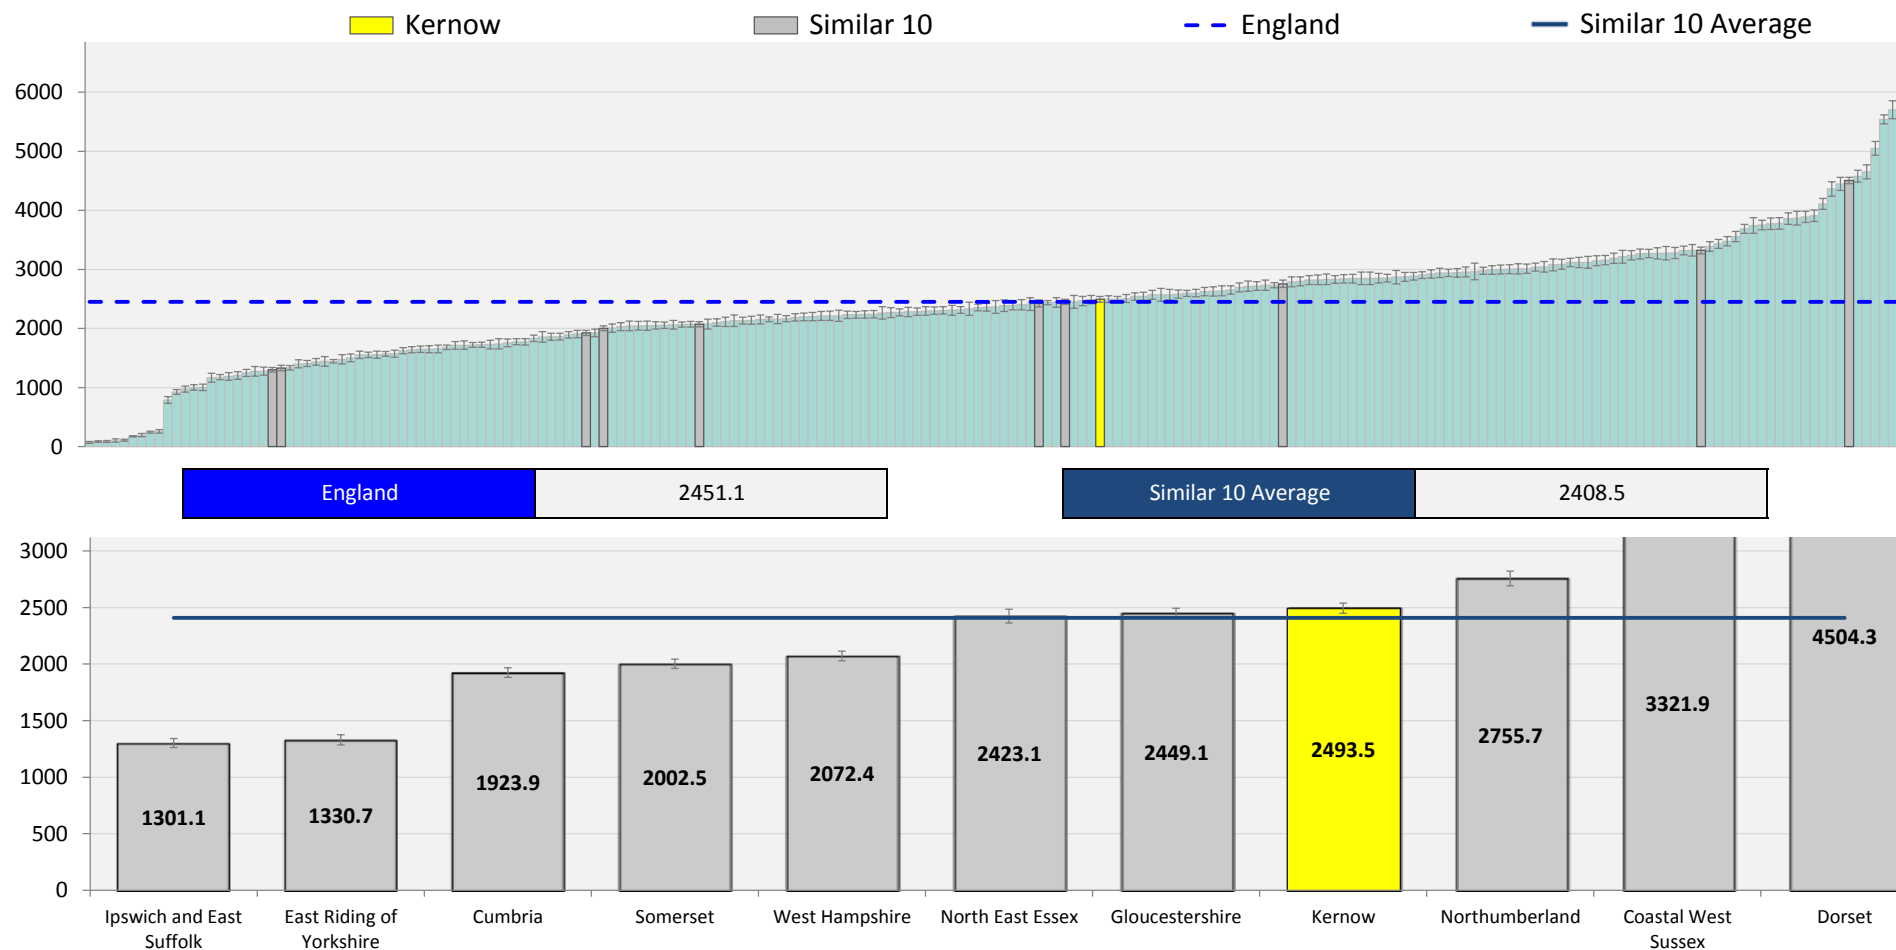 Kernow Similar 10 England Similar 10 Average
6000
5000
4000
3000
2000
1000
0
England 2451.1 Similar 10 Average 2408.5
3000
2500
2000
1500
1000
500
0
1301.1 1330.7 1923.9 2002.5 2072.4 2423.1 2449.1 2493.5 2755.7 3321.9 4504.3
Ipswich and East
Suffolk
East Riding of
Yorkshire
Cumbria
Somerset
West Hampshire
North East Essex
Gloucestershire
Kernow
Northumberland
Coastal West
Sussex
Dorset